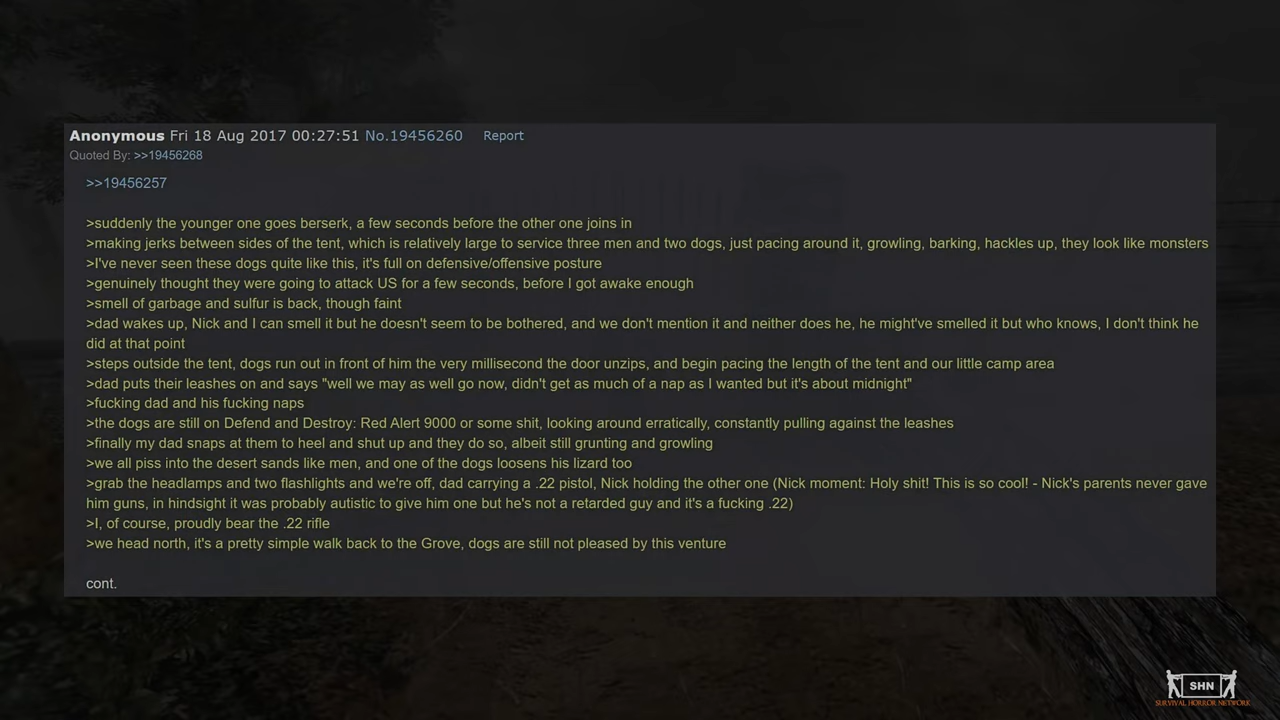 Anonymous Fri 18 Aug 2017 00:27:51 No.19456260 Report
Quoted By: >>19456268
>>19456257
>suddenly the younger one goes berserk, a few seconds before the other one joins in
>making jerks between sides of the tent, which is relatively large to service three men and two dogs, just pacing around it, growling, barking, hackles up, they look like monsters
>I've never seen these dogs quite like this, it's full on defensive/offensive posture
>genuinely thought they were going to attack US for a few seconds, before I got awake enough
>smell of garbage and sulfur is back, though faint
>dad wakes up, Nick and I can smell it but he doesn't seem to be bothered, and we don't mention it and neither does he, he might've smelled it but who knows, I don't think he
did at that point
>steps outside the tent, dogs run out in front of him the very millisecond the door unzips, and begin pacing the length of the tent and our little camp area
>dad puts their leashes on and says "well we may as well go now, didn't get as much of a nap as I wanted but it's about midnight"
>fucking dad and his fucking naps
>the dogs are still on Defend and Destroy: Red Alert 9000 or some shit, looking around erratically, constantly pulling against the leashes
>finally my dad snaps at them to heel and shut up and they do so, albeit still grunting and growling
>we all piss into the desert sands like men, and one of the dogs loosens his lizard too
>grab the headlamps and two flashlights and we're off, dad carrying a .22 pistol, Nick holding the other one (Nick moment: Holy shit! This is so cool! - Nick's parents never gave
him guns, in hindsight it was probably autistic to give him one but he's not a retarded guy and it's a fucking .22)
>I, of course, proudly bear the .22 rifle
>we head north, it's a pretty simple walk back to the Grove, dogs are still not pleased by this venture
cont.
SHN
SURVIVAL HORROR NETWORK